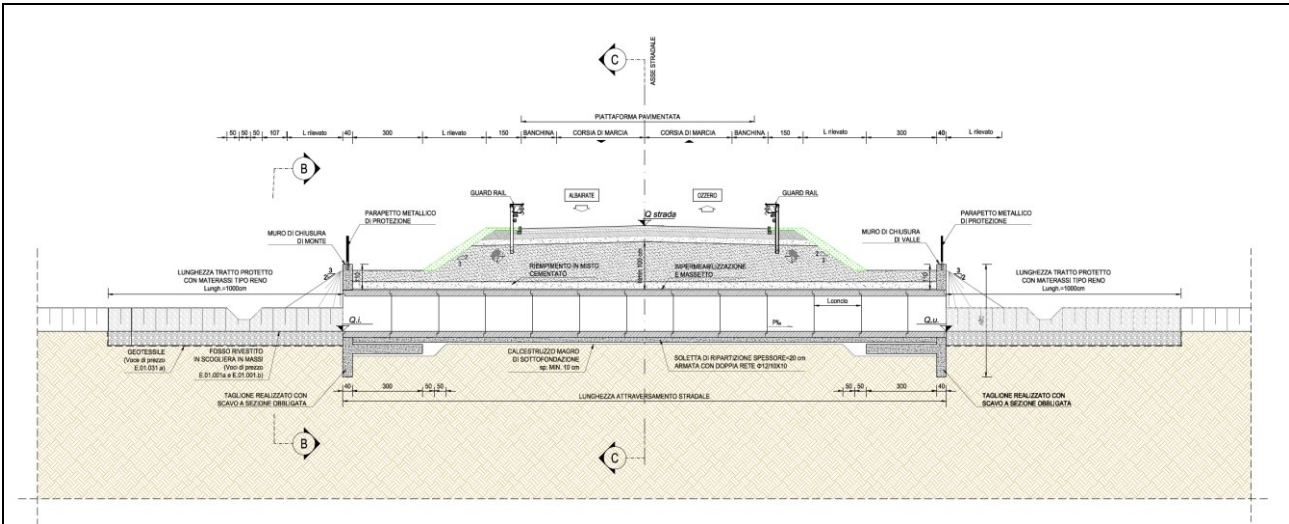 C
ASSE STRADALE
PIATTAFORMA PAVIMENTATA
50 50 50 107 L rilevato 40 300 L rilevato 150 BANCHINA CORSIA DI MARCIA CORSIA DI MARCIA BANCHINA 150 L rilevato 300 40 L rilevato
B
GUARD RAIL
ALBAIRATE
OZZERO
GUARD RAIL
Q strada
PARAPETTO METALLICO
DI PROTEZIONE
PARAPETTO METALLICO
DI PROTEZIONE
MURO DI CHIUSURA
DI MONTE
MURO DI CHIUSURA
DI VALLE
LUNGHEZZA TRATTO PROTETTO
CON MATERASSI TIPO RENO
Lungh.=1000cm
3
2
110
RIEMPIMENTO IN MISTO
CEMENTATO
IMPERMEABILIZZAZIONE
E MASSETTO
110
3
2
LUNGHEZZA TRATTO PROTETTO
CON MATERASSI TIPO RENO
Lungh.=1000cm
Lconcio
Q.i.
Q.u.
GEOTESSILE
(Voce di prezzo
E.01.031 a)
FOSSO RIVESTITO
IN SCOGLIERA IN MASSI
(Voci di prezzo
E.01.001a e E.01.001.b)
CALCESTRUZZO MAGRO
DI SOTTOFONDAZIONE
sp: MIN. 10 cm
SOLETTA DI RIPARTIZIONE SPESSORE=20 cm
ARMATA CON DOPPIA RETE Φ12/10X10
40 300 50 50
50 50 300 40
TAGLIONE REALIZZATO CON
SCAVO A SEZIONE OBBLIGATA
LUNGHEZZA ATTRAVERSAMENTO STRADALE
TAGLIONE REALIZZATO CON
SCAVO A SEZIONE OBBLIGATA
B
C